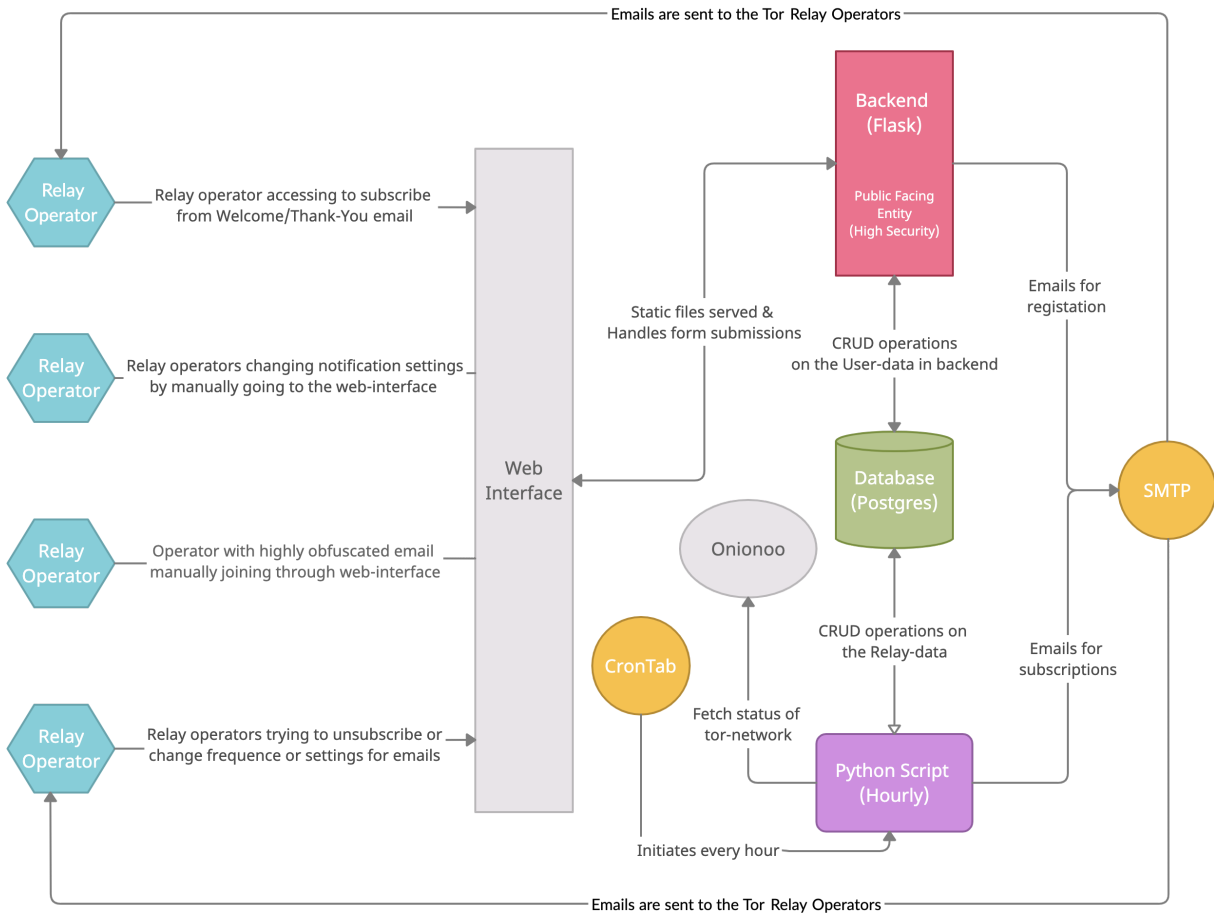 Emails are sent to the Tor Relay Operators
Backend
(Flask)
Public Facing
Entity
(High Security)
Relay
Operator
Relay operator accessing to subscribe
from Welcome/Thank-You email
Static files served &
Handles form submissions
Emails for
registation
CRUD operations
on the User-data in backend
Relay
Operator
Relay operators changing notification settings
by manually going to the web-interface
Web
Interface
Database
(Postgres)
SMTP
Onionoo
Relay
Operator
Operator with highly obfuscated email
manually joining through web-interface
CRUD operations on
the Relay-data
Emails for
subscriptions
CronTab
Fetch status of
tor-network
Relay
Operator
Relay operators trying to unsubscribe or
change frequence or settings for emails
Python Script
(Hourly)
Initiates every hour
Emails are sent to the Tor Relay Operators